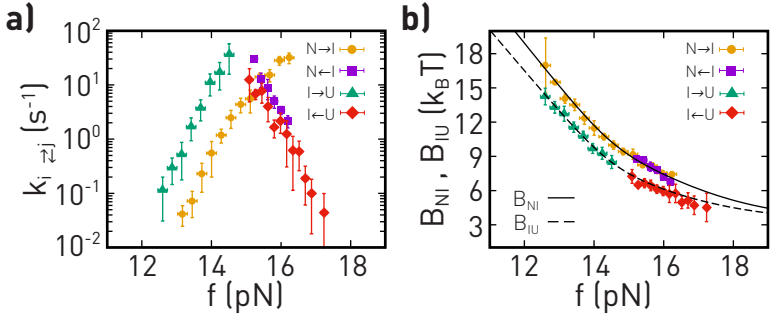 a)
k i ⇄ j (s⁻¹)
10²
10¹
10⁰
10⁻¹
10⁻²
N→I
N←I
I→U
I←U
12 14 16 18
f (pN)
b)
B_NI , B_IU (k_BT)
18
15
12
9
6
3
N→I
N←I
I→U
I←U
B_NI
B_IU
12 14 16 18
f (pN)